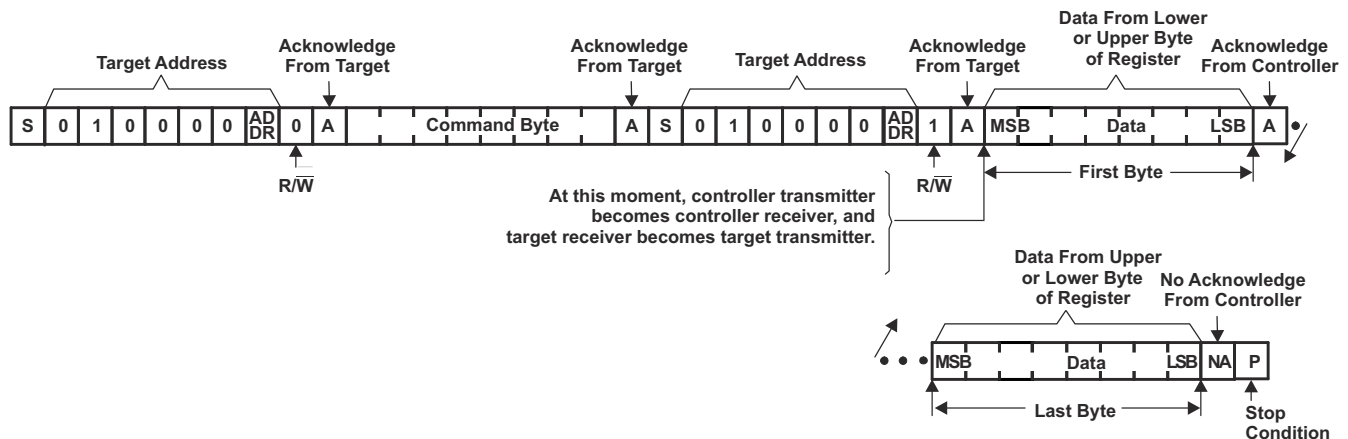 Target Address
Acknowledge
From Target
Acknowledge
From Target
Target Address
Acknowledge
From Target
Data From Lower
or Upper Byte
of Register
Acknowledge
From Controller
S 0 1 0 0 0 0 AD DR 0 A Command Byte A S 0 1 0 0 0 0 AD DR 1 A MSB Data LSB A
R/W̅
R/W̅
First Byte
At this moment, controller transmitter
becomes controller receiver, and
target receiver becomes target transmitter.
Data From Upper
or Lower Byte
of Register
No Acknowledge
From Controller
MSB Data LSB NA P
Last Byte
Stop
Condition